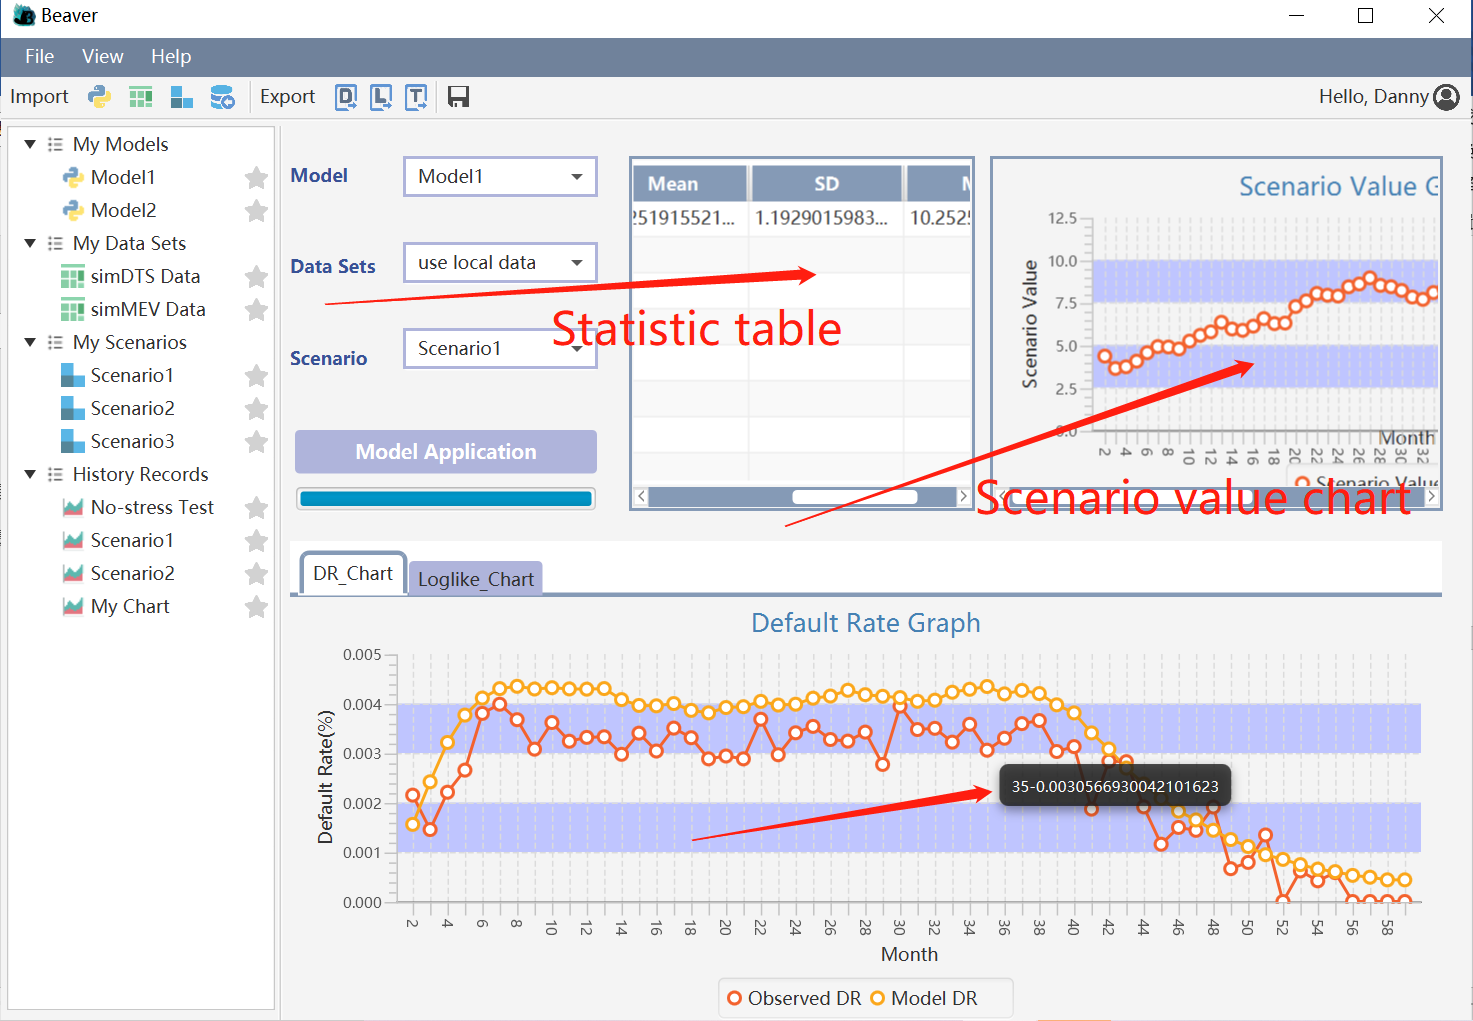 Beaver
File View Help
Import Export D L T Hello, Danny
My Models
Model1
Model2
My Data Sets
simDTS Data
simMEV Data
My Scenarios
Scenario1
Scenario2
Scenario3
History Records
No-stress Test
Scenario1
Scenario2
My Chart
Model Model1
Data Sets use local data
Scenario Scenario1
Model Application
Mean SD
251915521... 1.1929015983... 10.252
Statistic table
Scenario Value G
Scenario Value
12.5
10.0
7.5
5.0
2.5
0.0
2 4 6 8 10 12 14 16 18 20 22 24 26 28 30 32
Month
Scenario Value
Scenario value chart
DR_Chart Loglike_Chart
Default Rate Graph
Default Rate(%)
0.005
0.004
0.003
0.002
0.001
0.000
35-0.0030566930042101623
2 4 6 8 10 12 14 16 18 20 22 24 26 28 30 32 34 36 38 40 42 44 46 48 50 52 54 56 58
Month
Observed DR Model DR